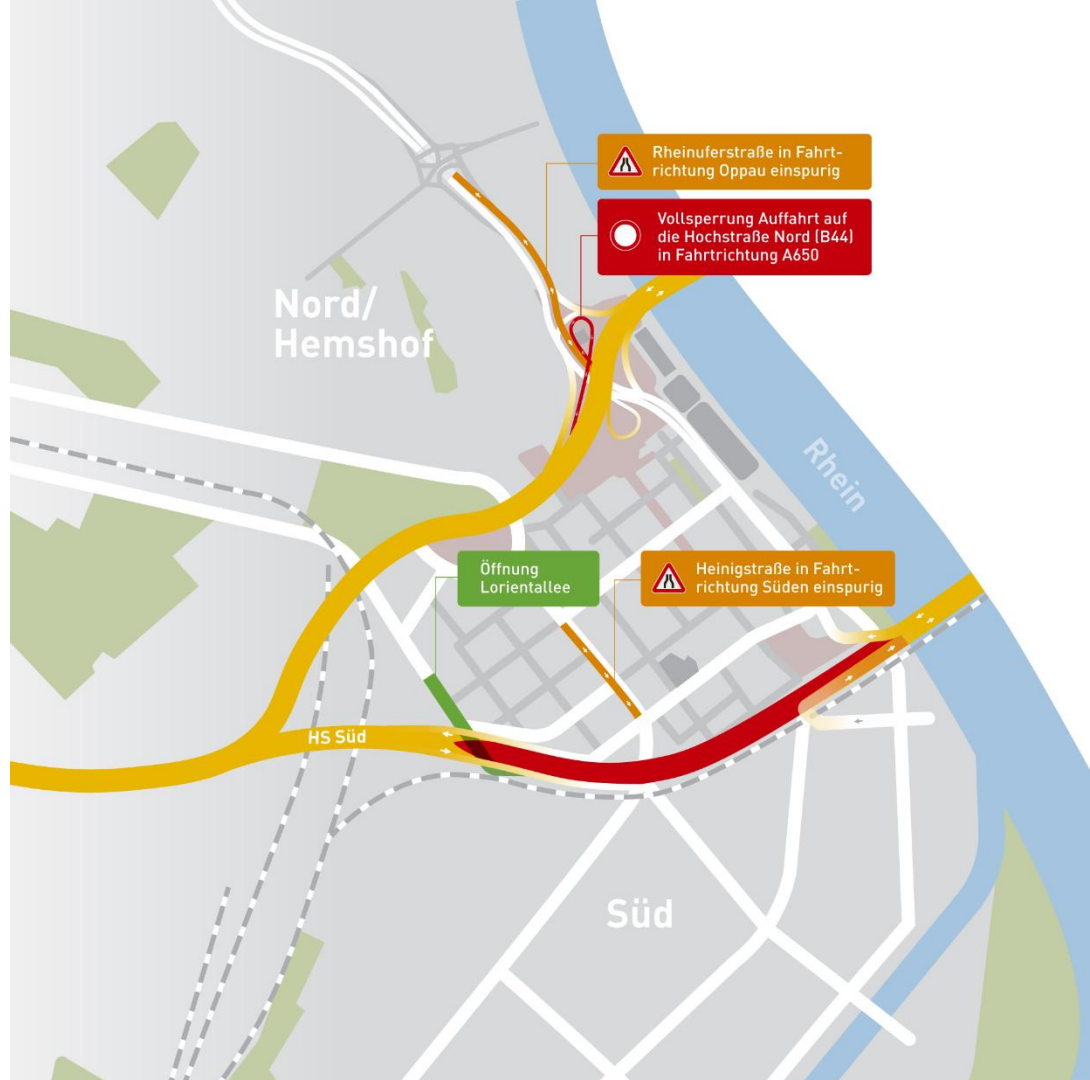 Rheinuferstraße in Fahrt-
richtung Oppau einspurig
Vollsperrung Auffahrt auf
die Hochstraße Nord (B44)
in Fahrtrichtung A650
Nord/
Hemshof
Rhein
Öffnung
Lorientallee
Heinigstraße in Fahrt-
richtung Süden einspurig
HS Süd
Süd